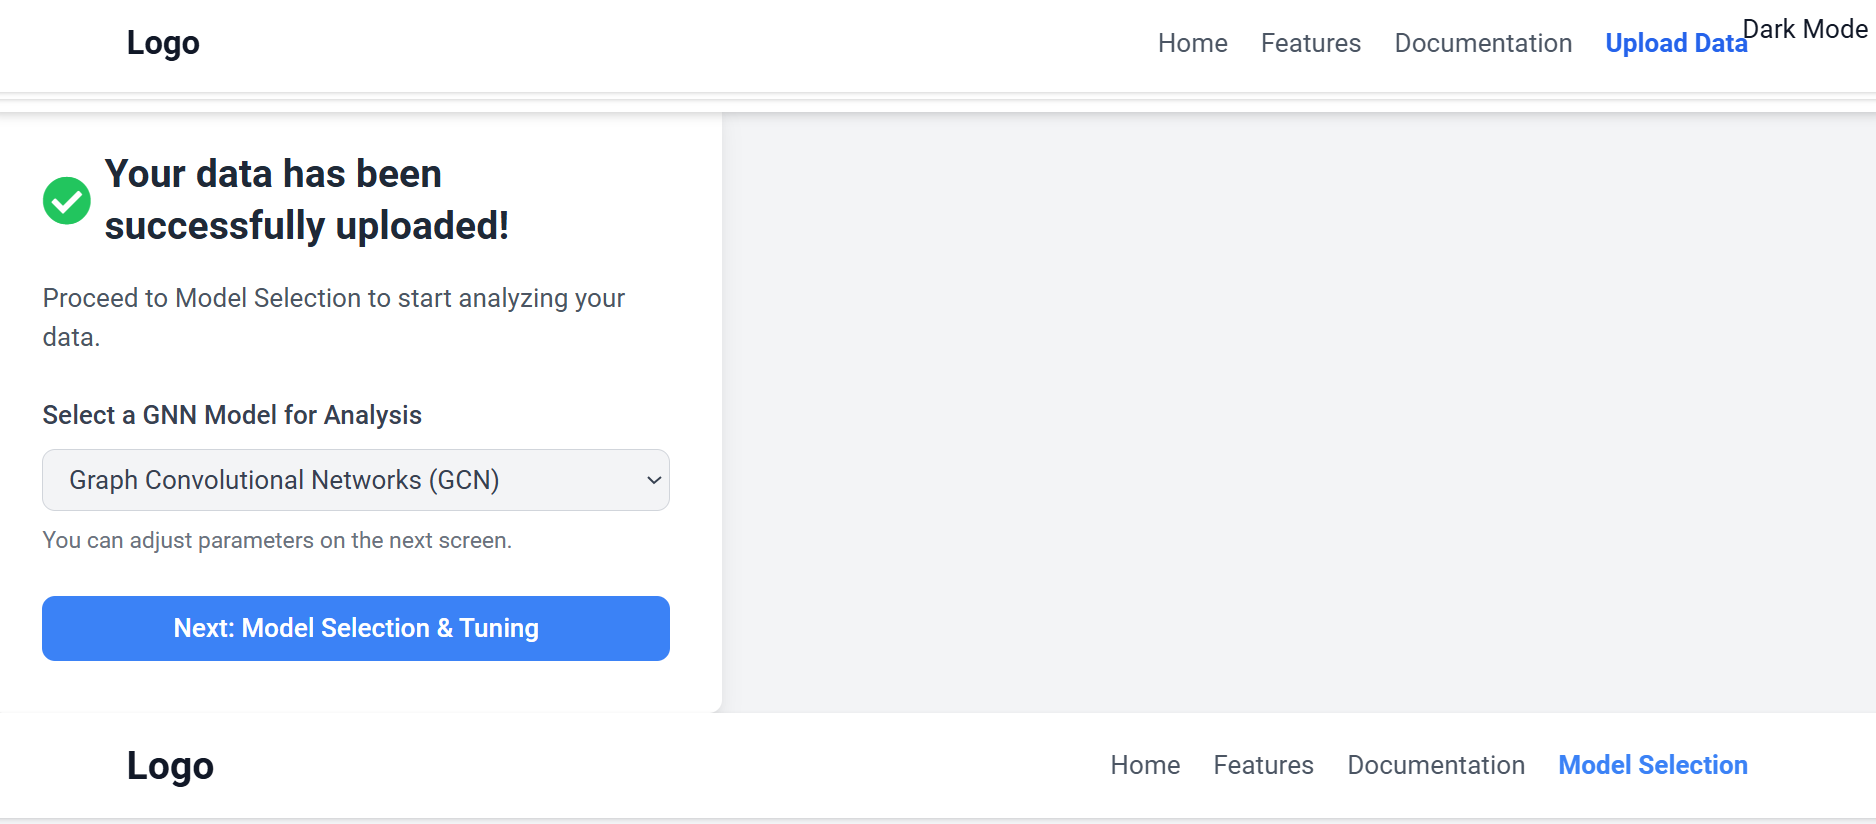 Logo
Home Features Documentation Upload Data Dark Mode
Your data has been
successfully uploaded!
Proceed to Model Selection to start analyzing your
data.
Select a GNN Model for Analysis
Graph Convolutional Networks (GCN)
You can adjust parameters on the next screen.
Next: Model Selection & Tuning
Logo
Home Features Documentation Model Selection